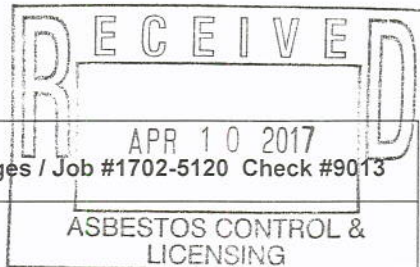 RECEIVED
APR 10 2017
ges / Job #1702-5120 Check #9013
ASBESTOS CONTROL &
LICENSING